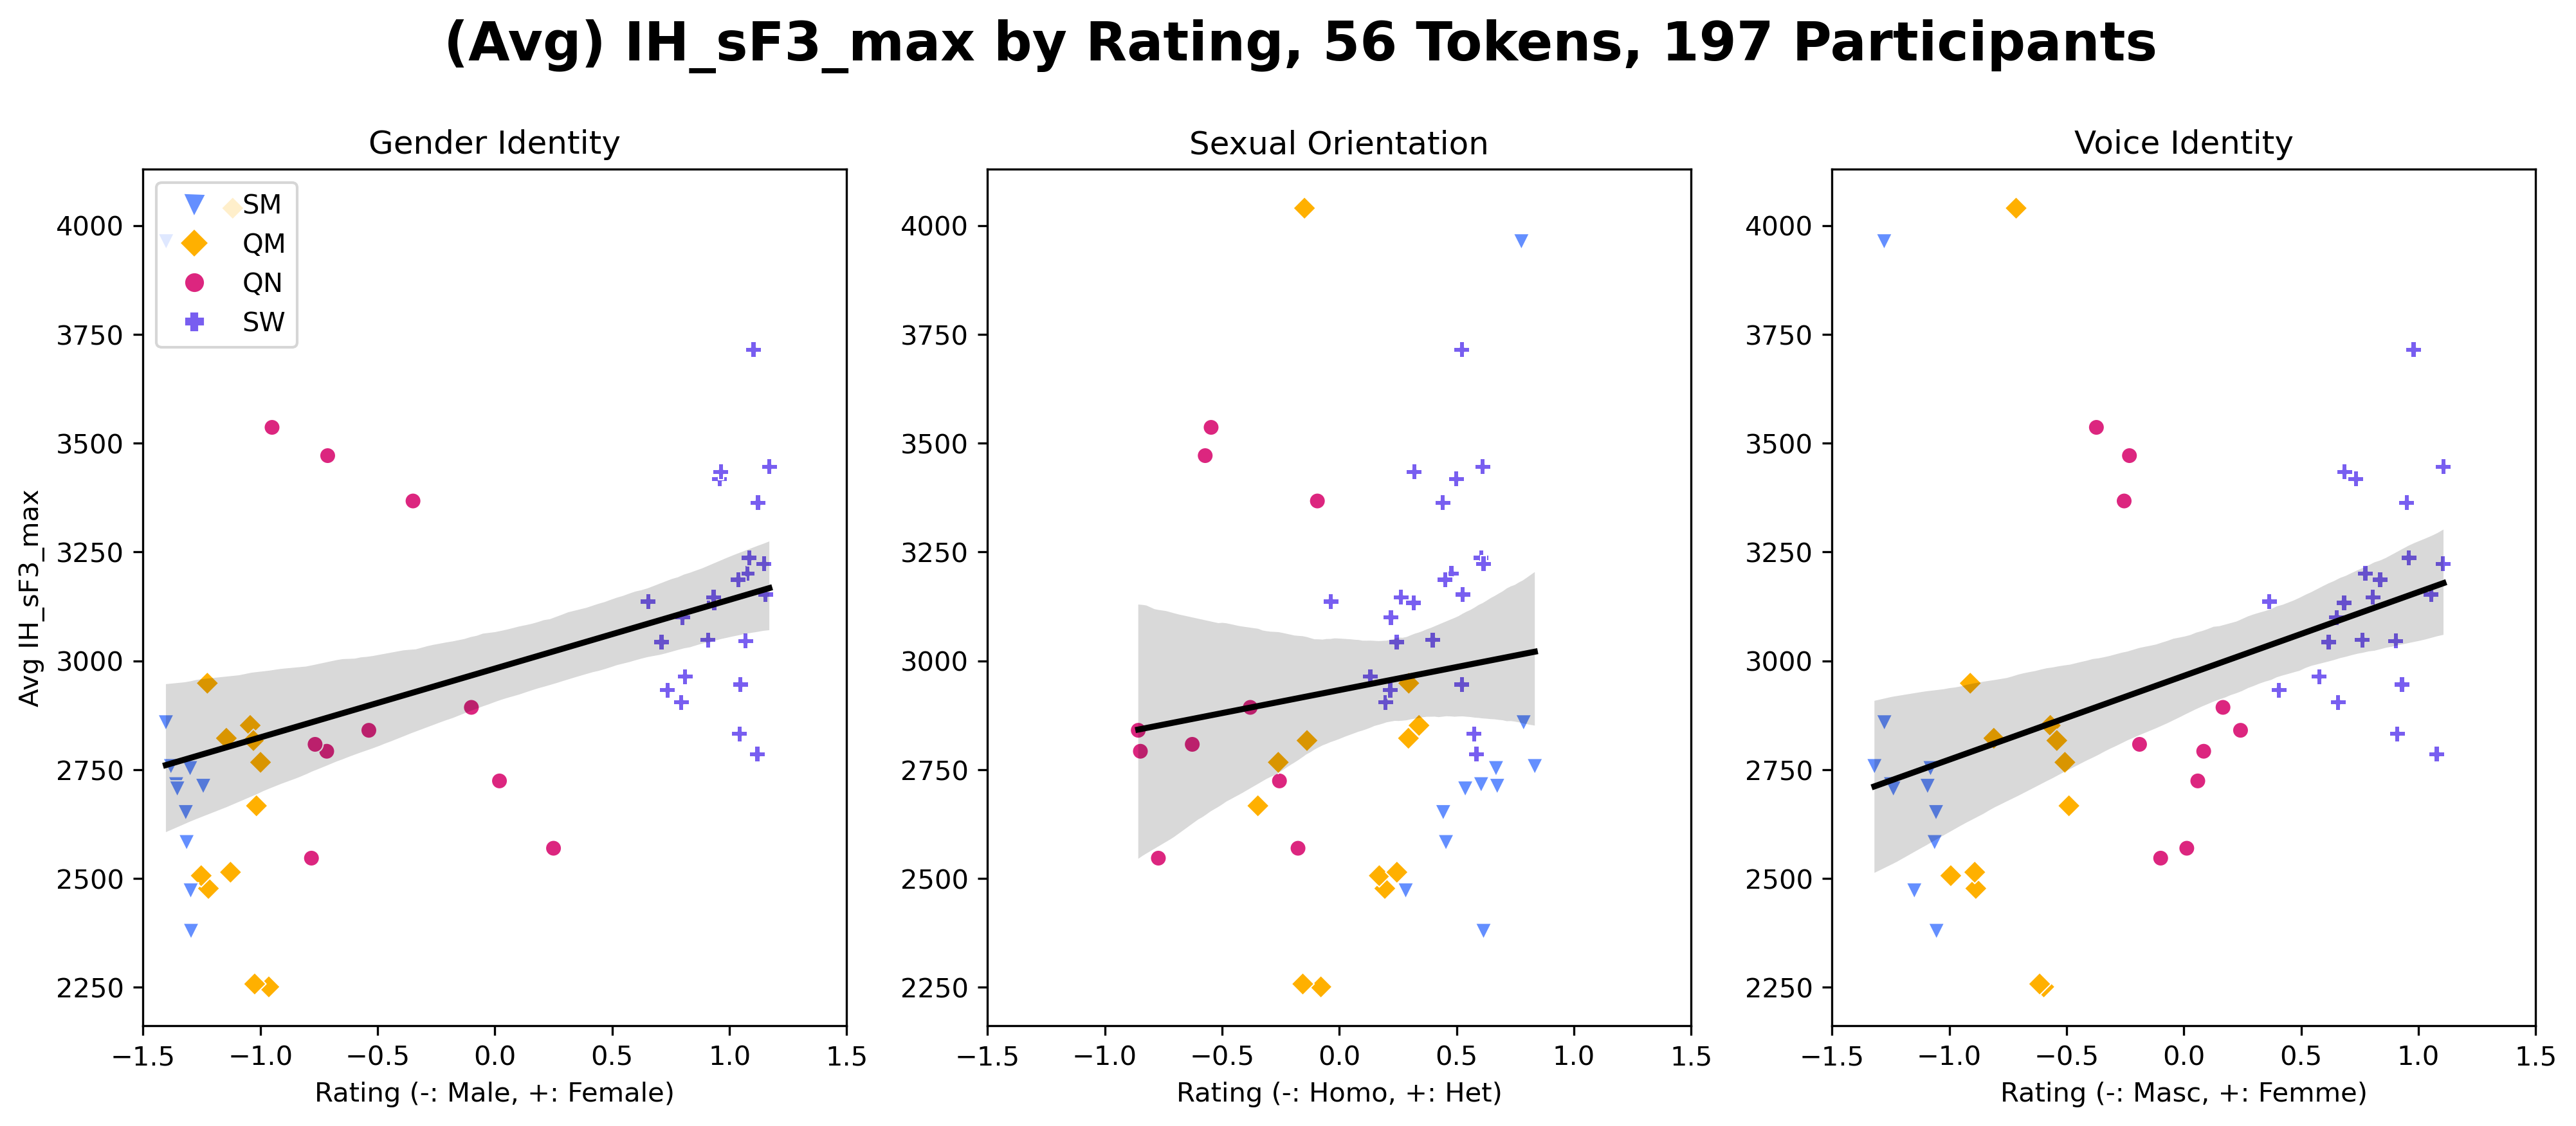 (Avg) IH_sF3_max by Rating, 56 Tokens, 197 Participants
Gender Identity
Sexual Orientation
Voice Identity
SM
QM
QN
SW
Avg IH_sF3_max
4000
3750
3500
3250
3000
2750
2500
2250
−1.5 −1.0 −0.5 0.0 0.5 1.0 1.5
Rating (-: Male, +: Female)
4000
3750
3500
3250
3000
2750
2500
2250
−1.5 −1.0 −0.5 0.0 0.5 1.0 1.5
Rating (-: Homo, +: Het)
4000
3750
3500
3250
3000
2750
2500
2250
−1.5 −1.0 −0.5 0.0 0.5 1.0 1.5
Rating (-: Masc, +: Femme)